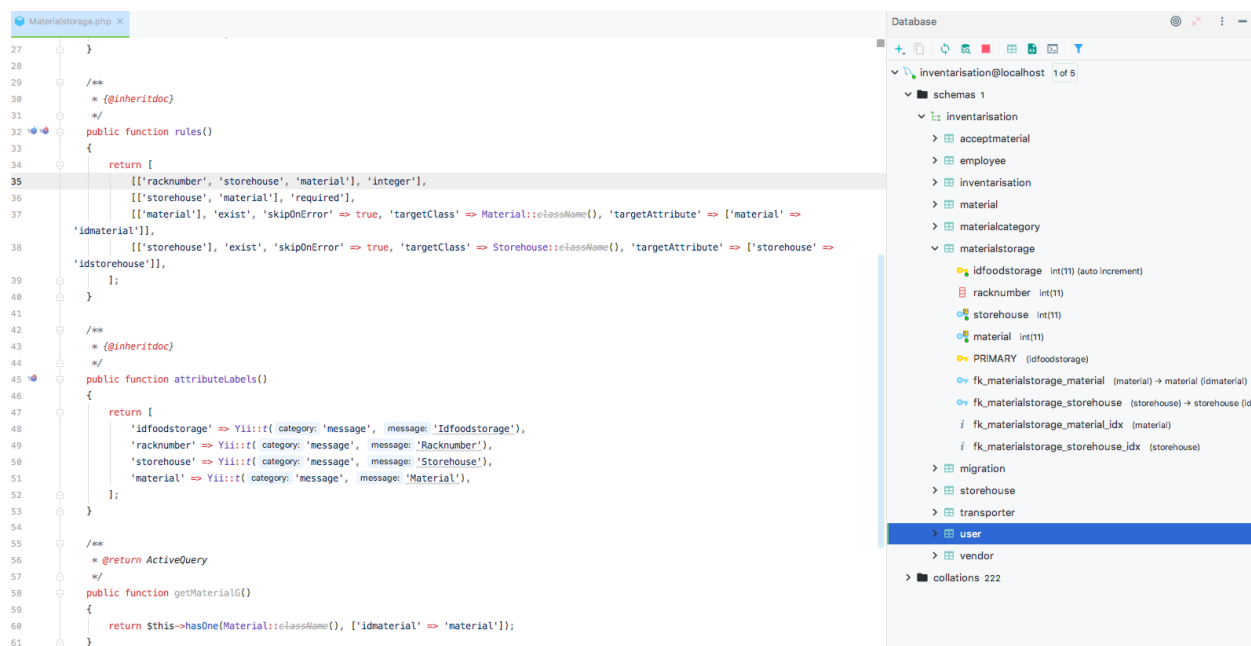 Materialstorage.php ×
27 }
28
29 /**
30 * {@inheritdoc}
31 */
32 public function rules()
33 {
34 return [
35 [['racknumber', 'storehouse', 'material'], 'integer'],
36 [['storehouse', 'material'], 'required'],
37 [['material'], 'exist', 'skipOnError' => true, 'targetClass' => Material::className(), 'targetAttribute' => ['material' =>
'idmaterial']],
38 [['storehouse'], 'exist', 'skipOnError' => true, 'targetClass' => Storehouse::className(), 'targetAttribute' => ['storehouse' =>
'idstorehouse']],
39 ];
40 }
41
42 /**
43 * {@inheritdoc}
44 */
45 public function attributeLabels()
46 {
47 return [
48 'idfoodstorage' => Yii::t( category: 'message', message: 'Idfoodstorage'),
49 'racknumber' => Yii::t( category: 'message', message: 'Racknumber'),
50 'storehouse' => Yii::t( category: 'message', message: 'Storehouse'),
51 'material' => Yii::t( category: 'message', message: 'Material'),
52 ];
53 }
54
55 /**
56 * @return ActiveQuery
57 */
58 public function getMaterialG()
59 {
60 return $this->hasOne(Material::className(), ['idmaterial' => 'material']);
61 }
Database
inventarisation@localhost 1 of 5
schemas 1
inventarisation
acceptmaterial
employee
inventarisation
material
materialcategory
materialstorage
idfoodstorage int(11) (auto increment)
racknumber int(11)
storehouse int(11)
material int(11)
PRIMARY (idfoodstorage)
fk_materialstorage_material (material) → material (idmaterial)
fk_materialstorage_storehouse (storehouse) → storehouse (id
fk_materialstorage_material_idx (material)
fk_materialstorage_storehouse_idx (storehouse)
migration
storehouse
transporter
user
vendor
collations 222